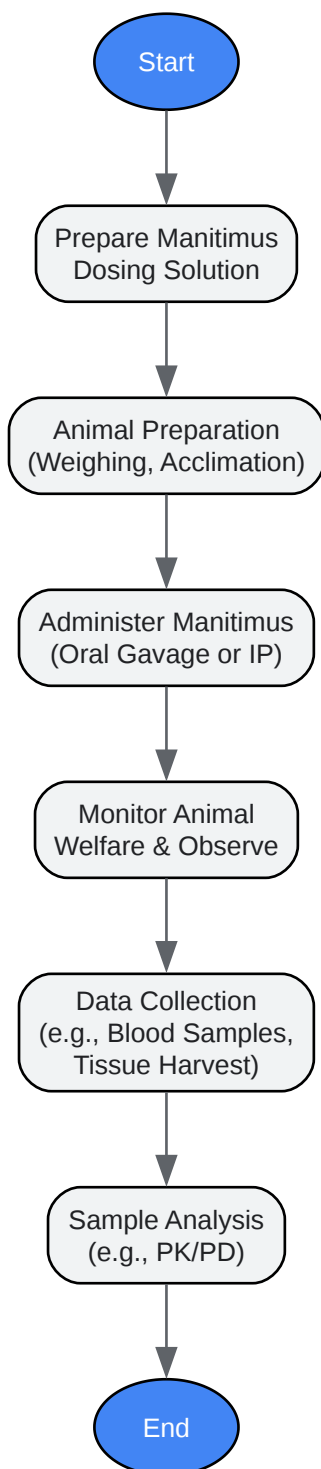 Start
Prepare Manitimus
Dosing Solution
Animal Preparation
(Weighing, Acclimation)
Administer Manitimus
(Oral Gavage or IP)
Monitor Animal
Welfare & Observe
Data Collection
(e.g., Blood Samples,
Tissue Harvest)
Sample Analysis
(e.g., PK/PD)
End